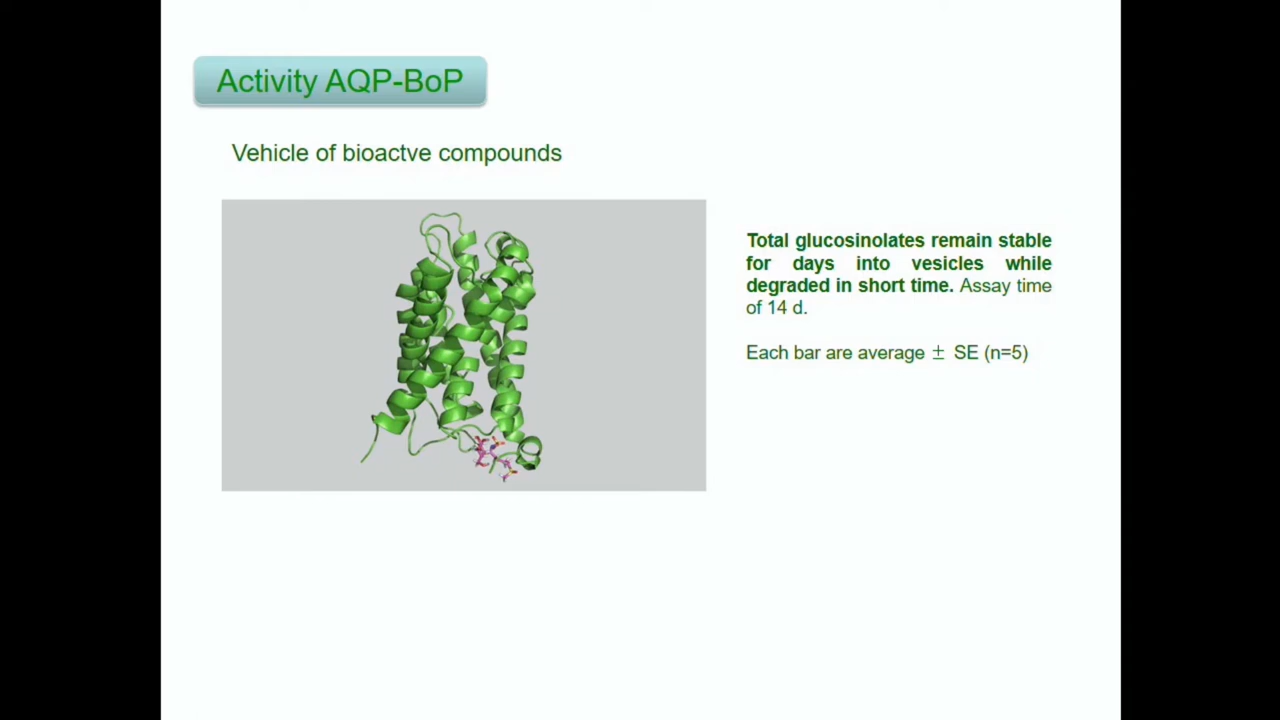 Activity AQP-BoP
Vehicle of bioactve compounds
Total glucosinolates remain stable
for days into vesicles while
degraded in short time. Assay time
of 14 d.
Each bar are average ± SE (n=5)